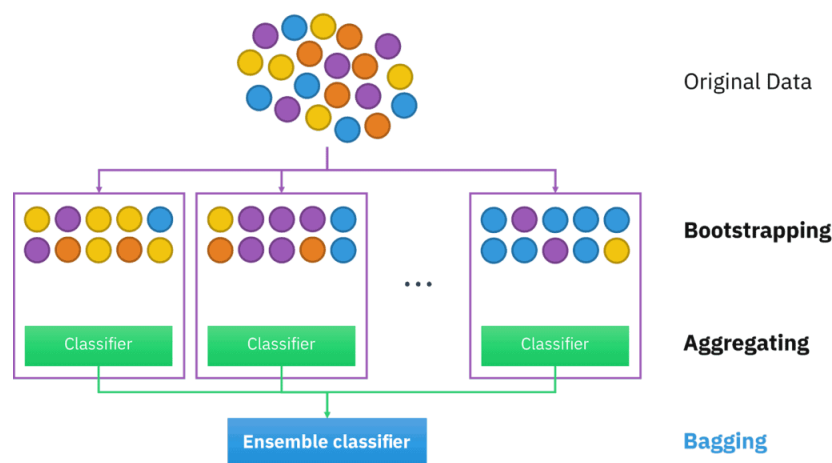 Original Data
Bootstrapping
...
Classifier
Classifier
Classifier
Aggregating
Ensemble classifier
Bagging